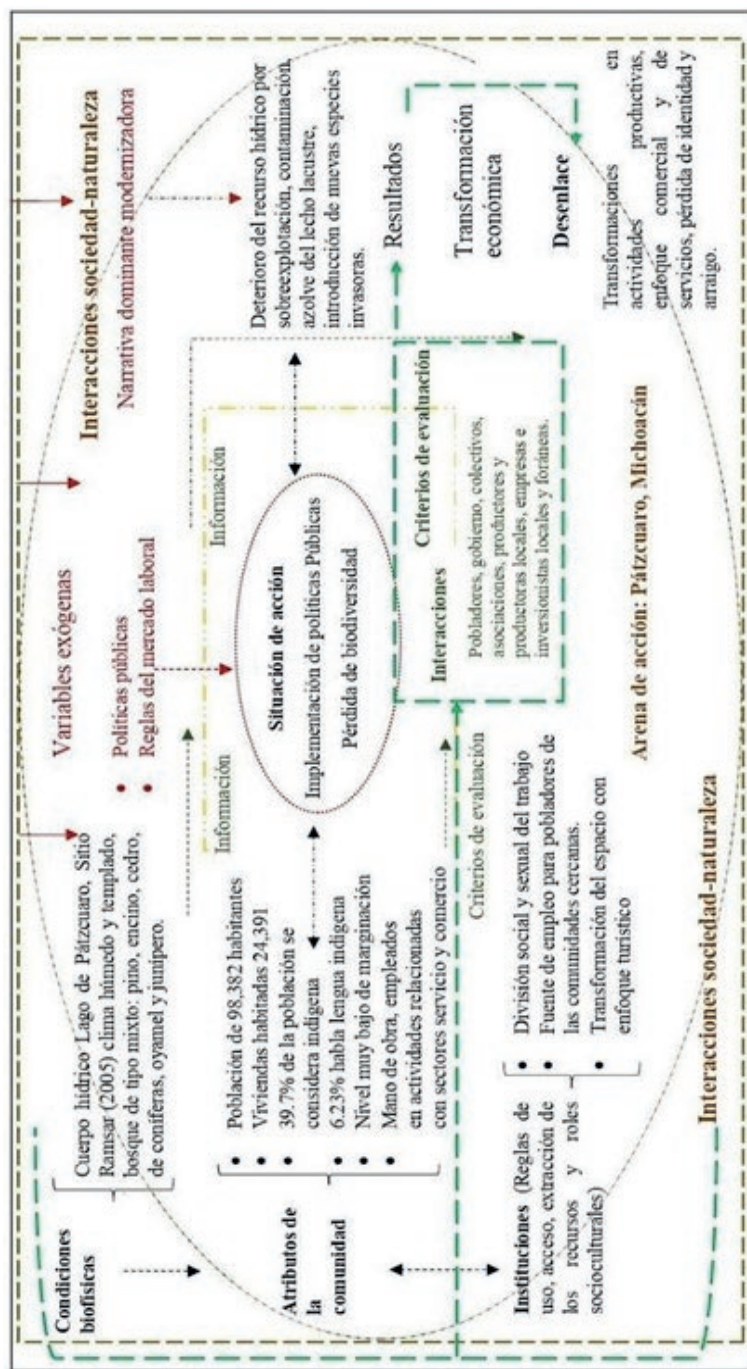 Interacciones sociedad-naturaleza
Narrativa dominante modernizadora
Variables exógenas
Políticas públicas
Reglas del mercado laboral
Condiciones
biofísicas
Cuerpo hídrico: Lago de Pátzcuaro, Sitio
Ramsar (2005) clima húmedo y templado,
bosque de tipo mixto: pino, encino, cedro,
de coníferas, oyamel y junípero.
Información
Información
Deterioro del recurso hídrico por
sobreexplotación, contaminación,
azolve del lecho lacustre,
introducción de nuevas especies
invasoras.
Atributos de
la
comunidad
Población de 98,382 habitantes
Viviendas habitadas 24,391
39.7% de la población se
considera indígena
6.23% habla lengua indígena
Nivel muy bajo de marginación
Mano de obra, empleados
en actividades relacionadas
con sectores servicio y comercio
Situación de acción
Implementación de políticas Públicas
Pérdida de biodiversidad
Criterios de evaluación
Interacciones
Criterios de evaluación
Pobladores, gobierno, colectivos,
asociaciones, productores y
productoras locales, empresas e
inversionistas locales y foráneas.
Resultados
Transformación
económica
Desenlace
Transformaciones en
actividades productivas,
enfoque comercial y de
servicios, pérdida de identidad y
arraigo.
Instituciones (Reglas de
uso, acceso, extracción de
los recursos y roles
socioculturales)
División social y sexual del trabajo
Fuente de empleo para pobladores de
las comunidades cercanas.
Transformación del espacio con
enfoque turístico
Arena de acción: Pátzcuaro, Michoacán
Interacciones sociedad-naturaleza